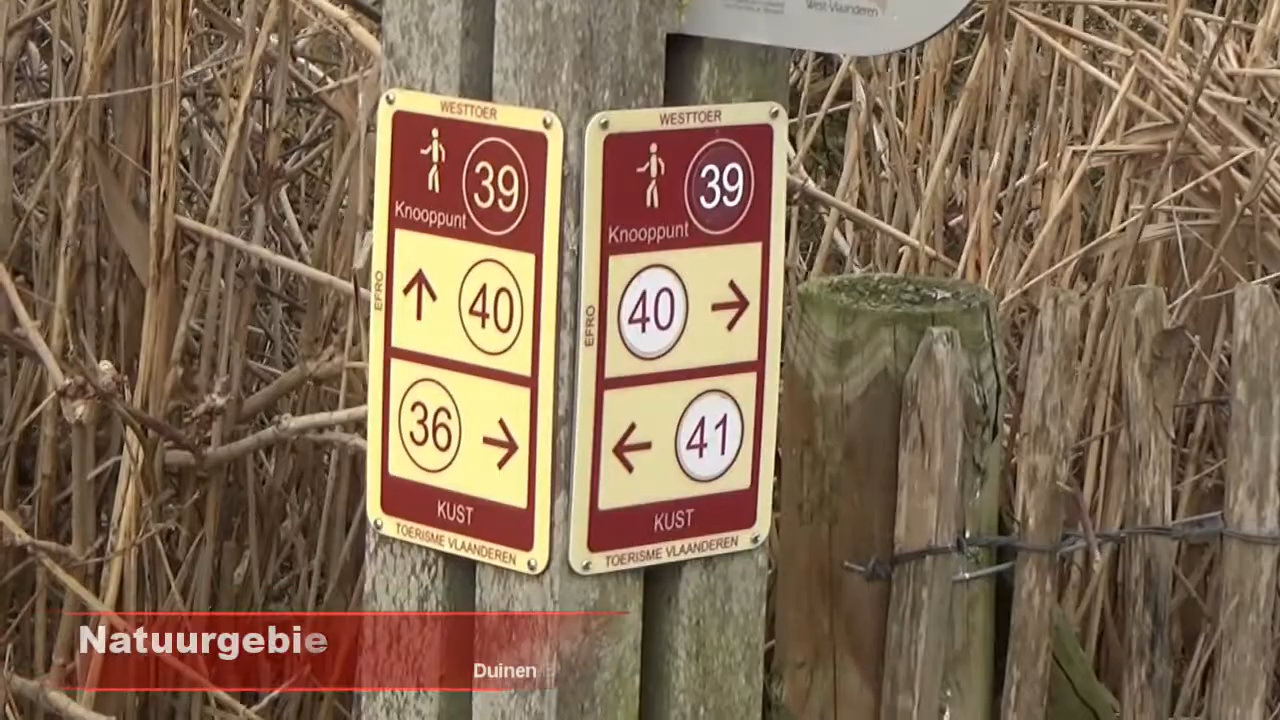 West-Vlaanderen
WESTTOER
39
Knooppunt
40
EFRO
36
KUST
TOERISME VLAANDEREN
WESTTOER
39
Knooppunt
40
EFRO
41
KUST
TOERISME VLAANDEREN
Natuurgebie
Duinen